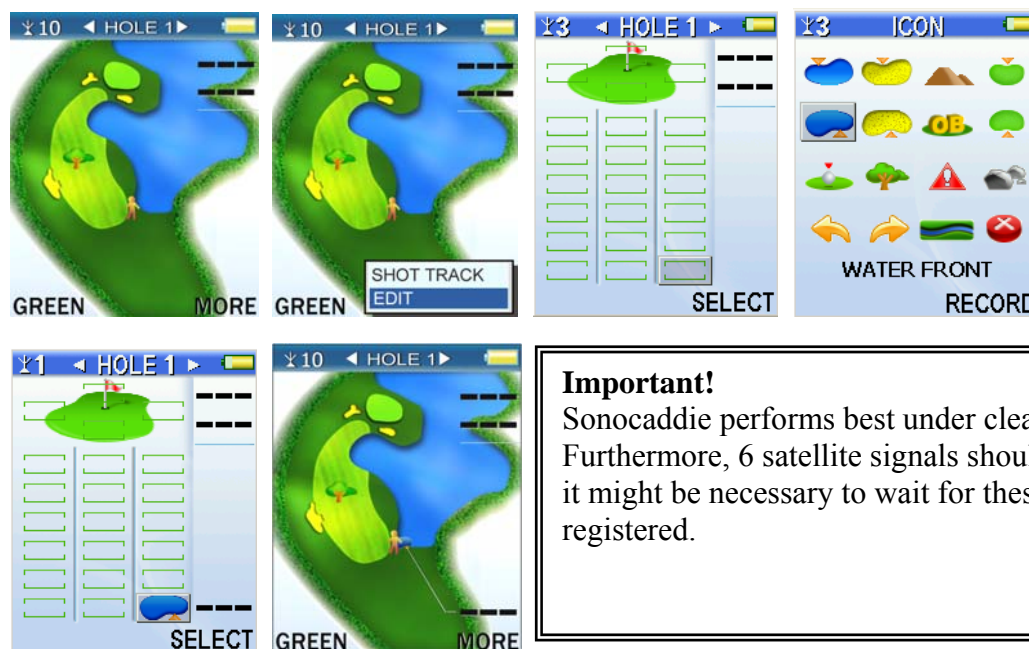 10 ◄ HOLE 1►
GREEN MORE
10 ◄ HOLE 1►
SHOT TRACK
EDIT
GREEN
3 ◄ HOLE 1 ►
SELECT
3 ICON
OB
WATER FRONT
RECORD
1 ◄ HOLE 1 ►
SELECT
10 ◄ HOLE 1►
GREEN MORE
Important!
Sonocaddie performs best under clea
Furthermore, 6 satellite signals shoul
it might be necessary to wait for thes
registered.